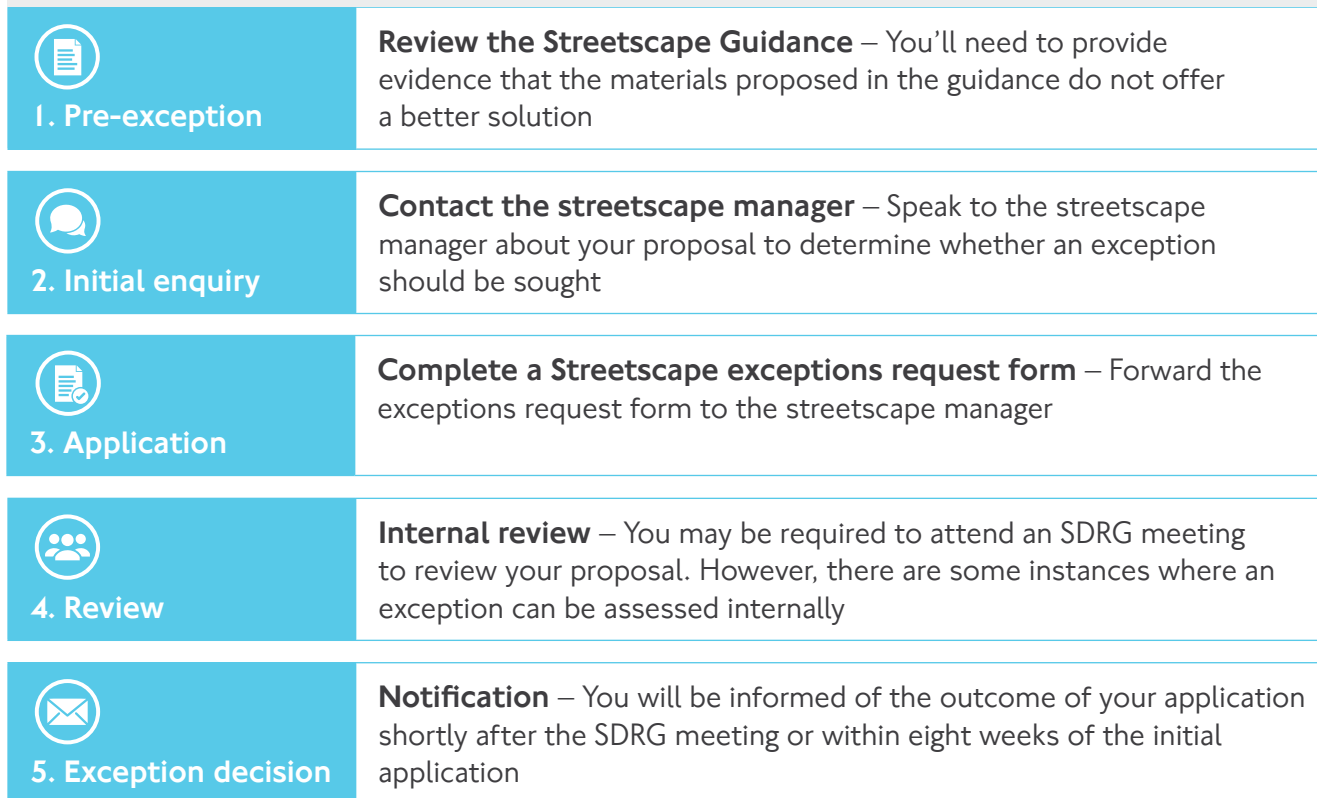 1. Pre-exception
Review the Streetscape Guidance – You’ll need to provide
evidence that the materials proposed in the guidance do not offer
a better solution
2. Initial enquiry
Contact the streetscape manager – Speak to the streetscape
manager about your proposal to determine whether an exception
should be sought
3. Application
Complete a Streetscape exceptions request form – Forward the
exceptions request form to the streetscape manager
4. Review
Internal review – You may be required to attend an SDRG meeting
to review your proposal. However, there are some instances where an
exception can be assessed internally
5. Exception decision
Notification – You will be informed of the outcome of your application
shortly after the SDRG meeting or within eight weeks of the initial
application